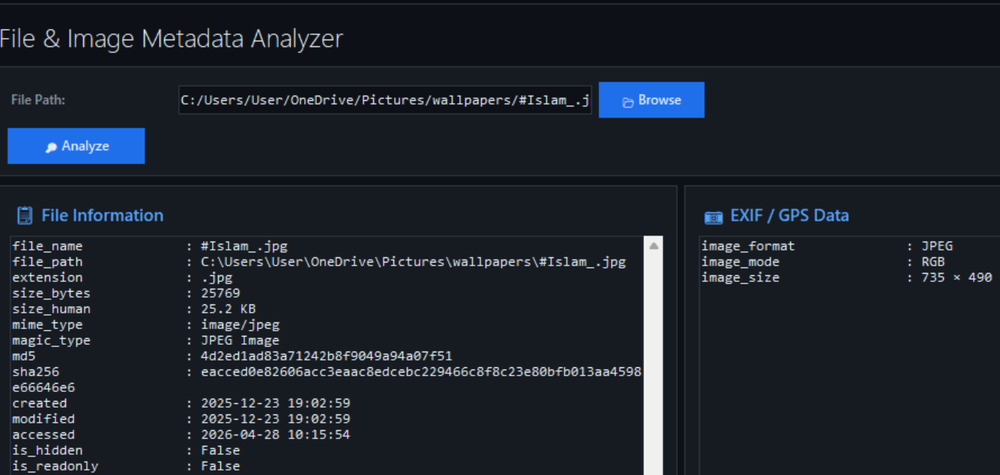 File & Image Metadata Analyzer
File Path:
C:/Users/User/OneDrive/Pictures/wallpapers/#Islam_.j
Browse
Analyze
File Information
file_name : #Islam_.jpg
file_path : C:\Users\User\OneDrive\Pictures\wallpapers\#Islam_.jpg
extension : .jpg
size_bytes : 25769
size_human : 25.2 KB
mime_type : image/jpeg
magic_type : JPEG Image
md5 : 4d2ed1ad83a71242b8f9049a94a07f51
sha256 : eacced0e82606acc3eaac8edcebc229466c8f8c23e80bfb013aa4598
e66646e6
created : 2025-12-23 19:02:59
modified : 2025-12-23 19:02:59
accessed : 2026-04-28 10:15:54
is_hidden : False
is_readonly : False
EXIF / GPS Data
image_format : JPEG
image_mode : RGB
image_size : 735 × 490